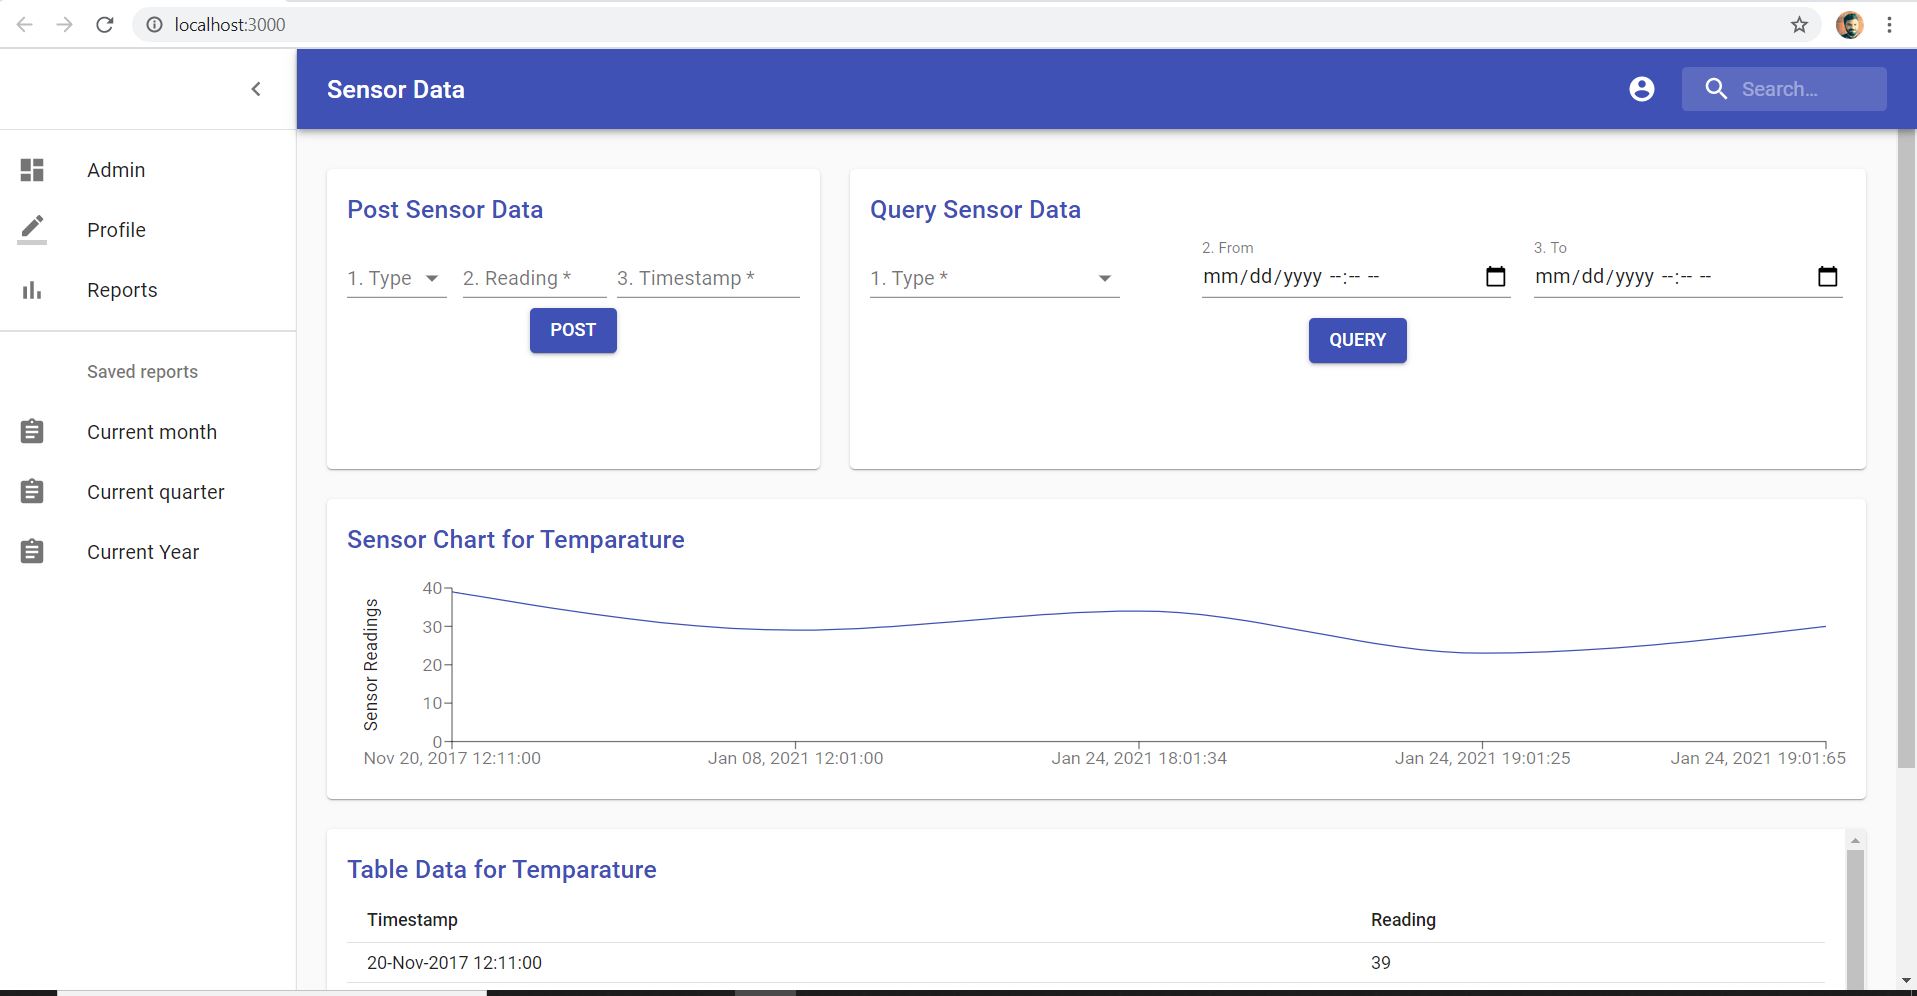 localhost:3000
Sensor Data
Search...
Admin
Profile
Reports
Saved reports
Current month
Current quarter
Current Year
Post Sensor Data
1. Type
2. Reading *
3. Timestamp *
POST
Query Sensor Data
1. Type *
2. From
mm/dd/yyyy --:-- --
3. To
mm/dd/yyyy --:-- --
QUERY
Sensor Chart for Temparature
Sensor Readings
40
30
20
10
0
Nov 20, 2017 12:11:00
Jan 08, 2021 12:01:00
Jan 24, 2021 18:01:34
Jan 24, 2021 19:01:25
Jan 24, 2021 19:01:65
Table Data for Temparature
Timestamp Reading
20-Nov-2017 12:11:00 39